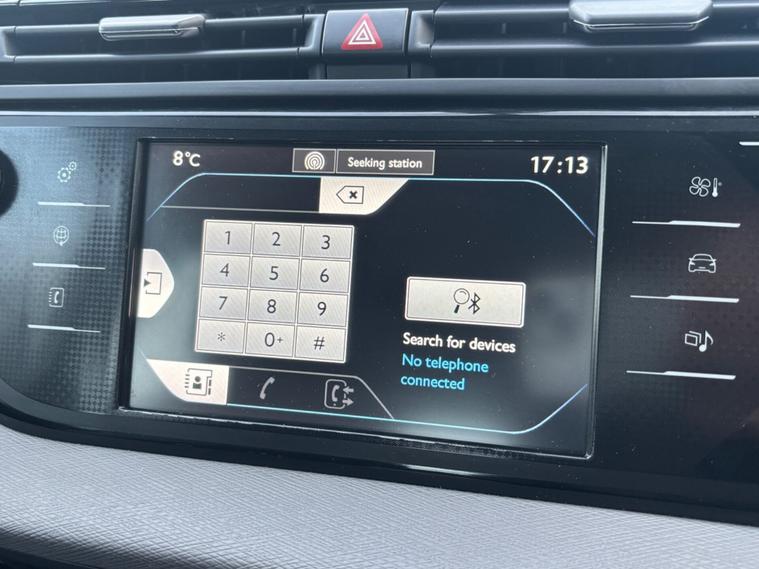 8°C
Seeking station
17:13
1 2 3
4 5 6
7 8 9
* 0+ #
Search for devices
No telephone
connected